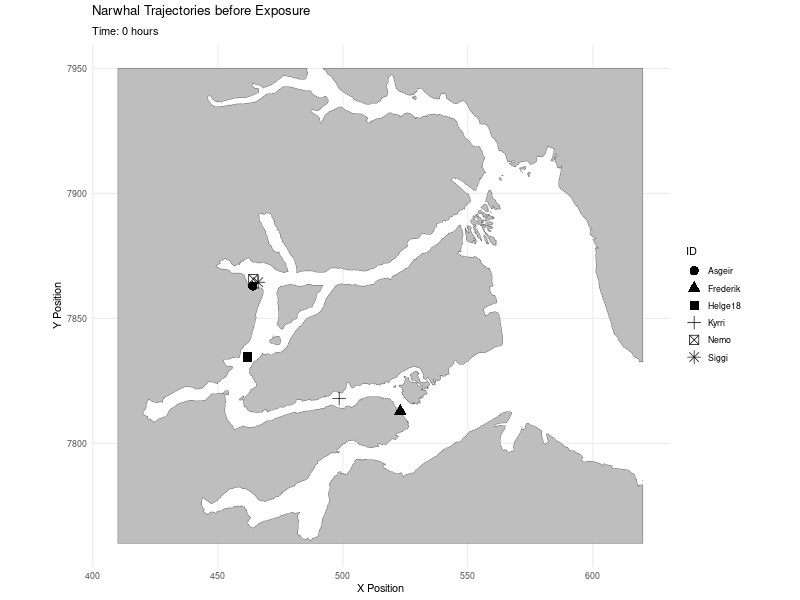 Narwhal Trajectories before Exposure
Time: 0 hours
7950
7900
7850
7800
Y Position
400
450
500
550
600
X Position
ID
Asgeir
Frederik
Helge18
Kyrri
Nemo
Siggi